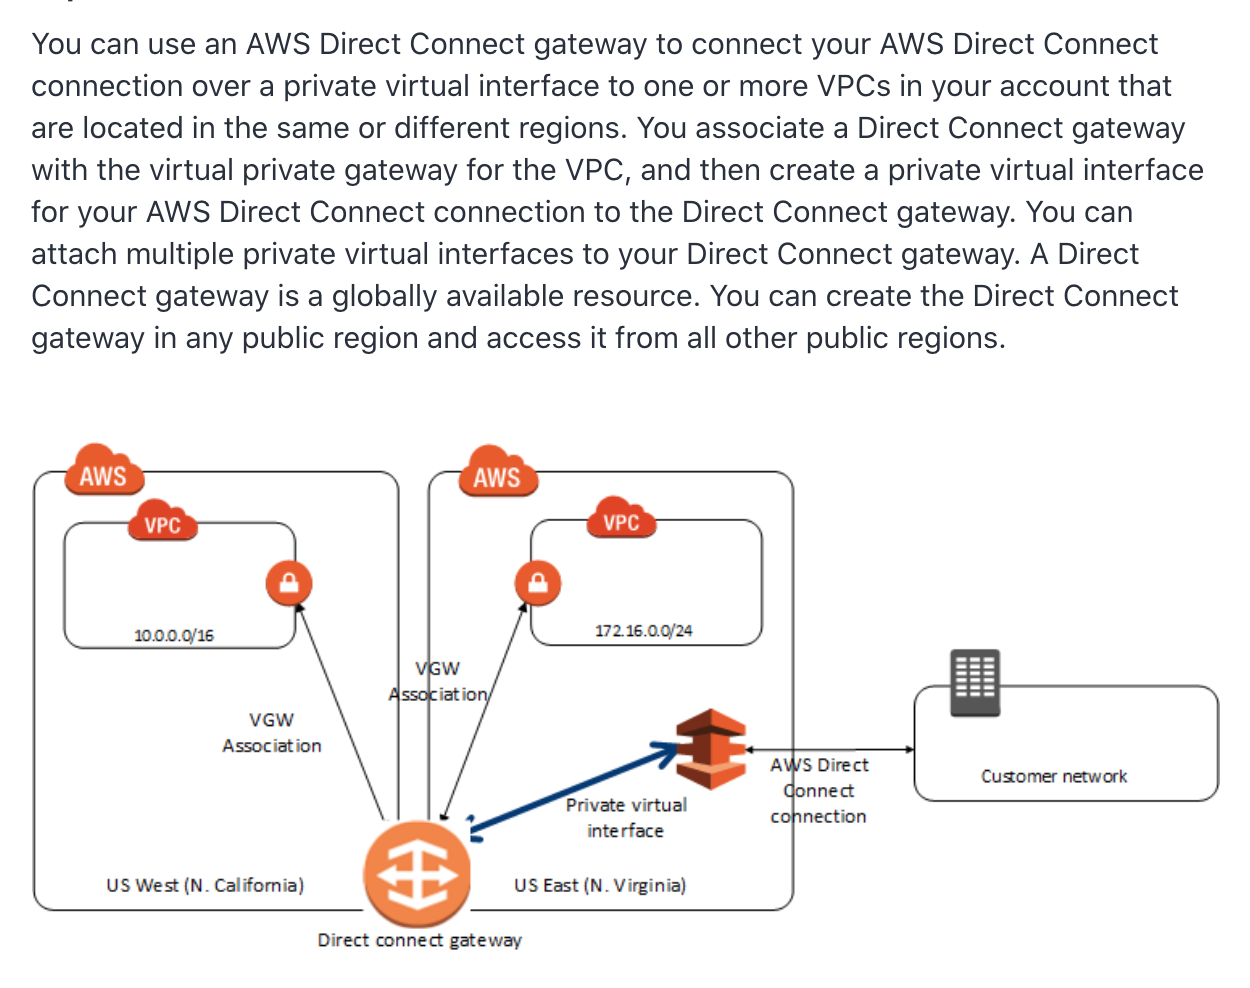 You can use an AWS Direct Connect gateway to connect your AWS Direct Connect
connection over a private virtual interface to one or more VPCs in your account that
are located in the same or different regions. You associate a Direct Connect gateway
with the virtual private gateway for the VPC, and then create a private virtual interface
for your AWS Direct Connect connection to the Direct Connect gateway. You can
attach multiple private virtual interfaces to your Direct Connect gateway. A Direct
Connect gateway is a globally available resource. You can create the Direct Connect
gateway in any public region and access it from all other public regions.
AWS
VPC
10.0.0.0/16
VGW
Association
US West (N. California)
AWS
VPC
172.16.0.0/24
VGW
Association
Private virtual
interface
US East (N. Virginia)
AWS Direct
Connect
connection
Customer network
Direct connect gateway